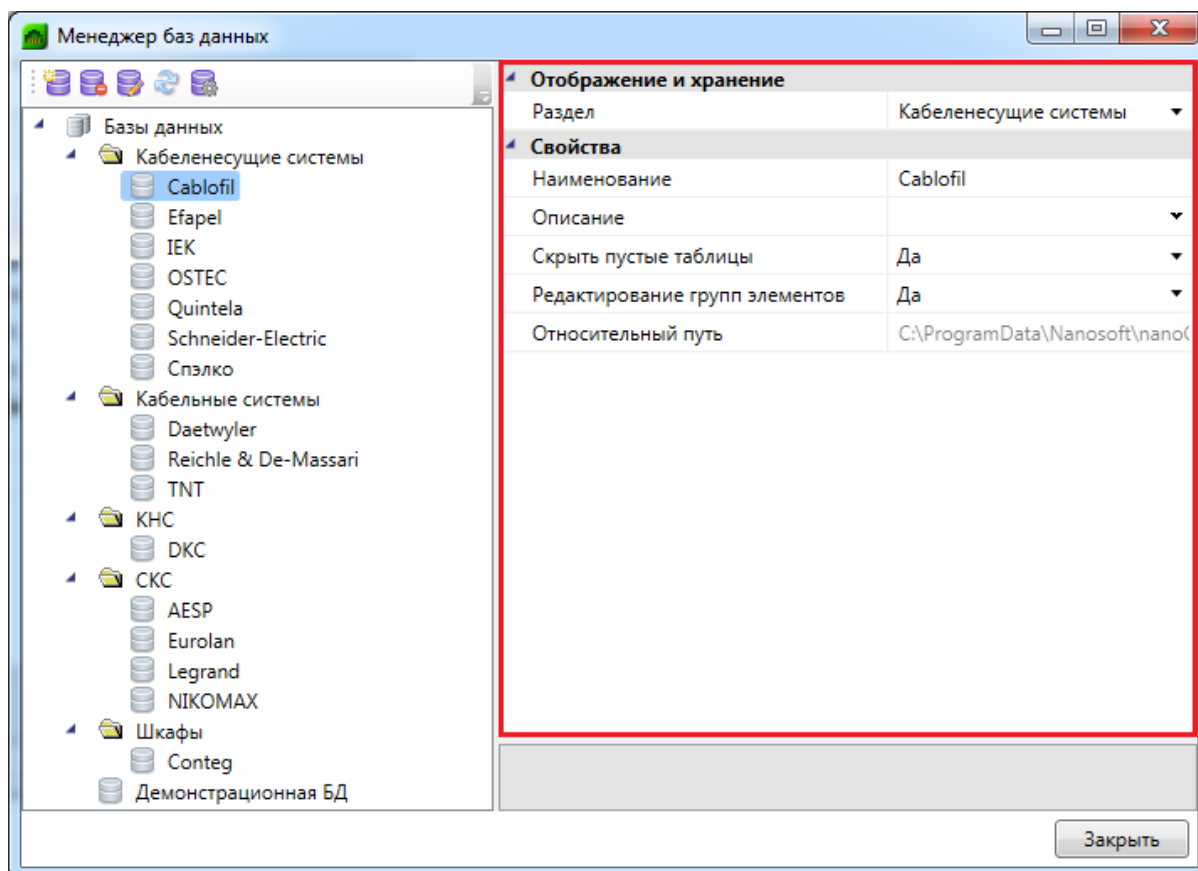 Менеджер баз данных
Базы данных
Кабеленесущие системы
Cablofil
Efapel
IEK
OSTEC
Quintela
Schneider-Electric
Спэлко
Кабельные системы
Daetwyler
Reichle & De-Massari
TNT
КНС
DKC
СКС
AESP
Eurolan
Legrand
NIKOMAX
Шкафы
Conteg
Демонстрационная БД
Отображение и хранение
Раздел Кабеленесущие системы
Свойства
Наименование Cablofil
Описание
Скрыть пустые таблицы Да
Редактирование групп элементов Да
Относительный путь C:\ProgramData\Nanosoft\nano
Закрыть